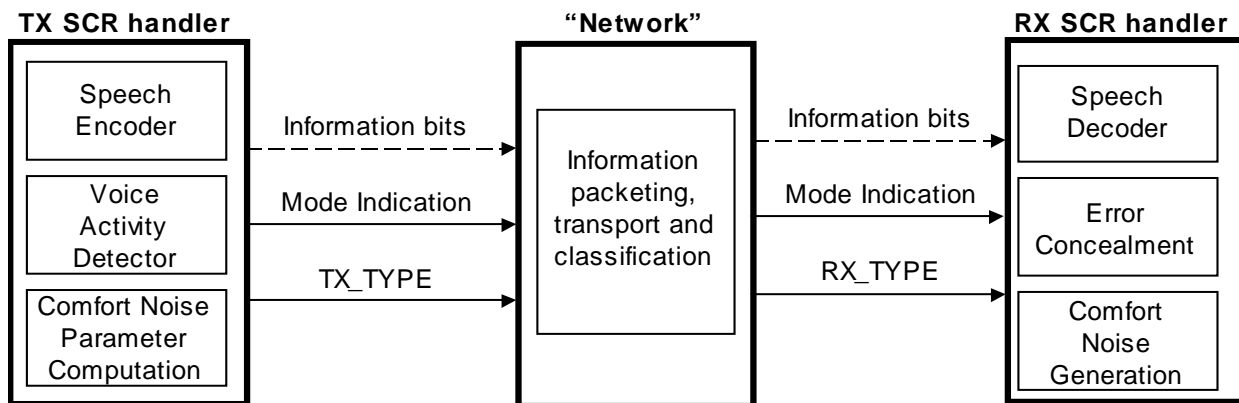 TX SCR handler
Speech
Encoder
Voice
Activity
Detector
Comfort Noise
Parameter
Computation
Information bits
Mode Indication
TX_TYPE
“Network”
Information
packeting,
transport and
classification
Information bits
Mode Indication
RX_TYPE
RX SCR handler
Speech
Decoder
Error
Concealment
Comfort
Noise
Generation